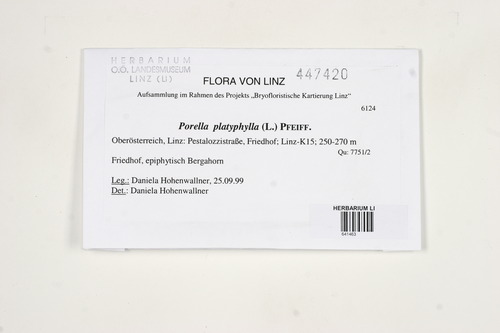 HERBARIUM
O.Ö. LANDESMUSEUM
LINZ (LI)
FLORA VON LINZ
447420
Aufsammlung im Rahmen des Projekts „Bryofloristische Kartierung Linz“
6124
Porella platyphylla (L.) PFEIFF.
Oberösterreich, Linz: Pestalozzistraße, Friedhof; Linz-K15; 250-270 m
Qu: 7751/2
Friedhof, epiphytisch Bergahorn
Leg.: Daniela Hohenwallner, 25.09.99
Det.: Daniela Hohenwallner
HERBARIUM LI
641463